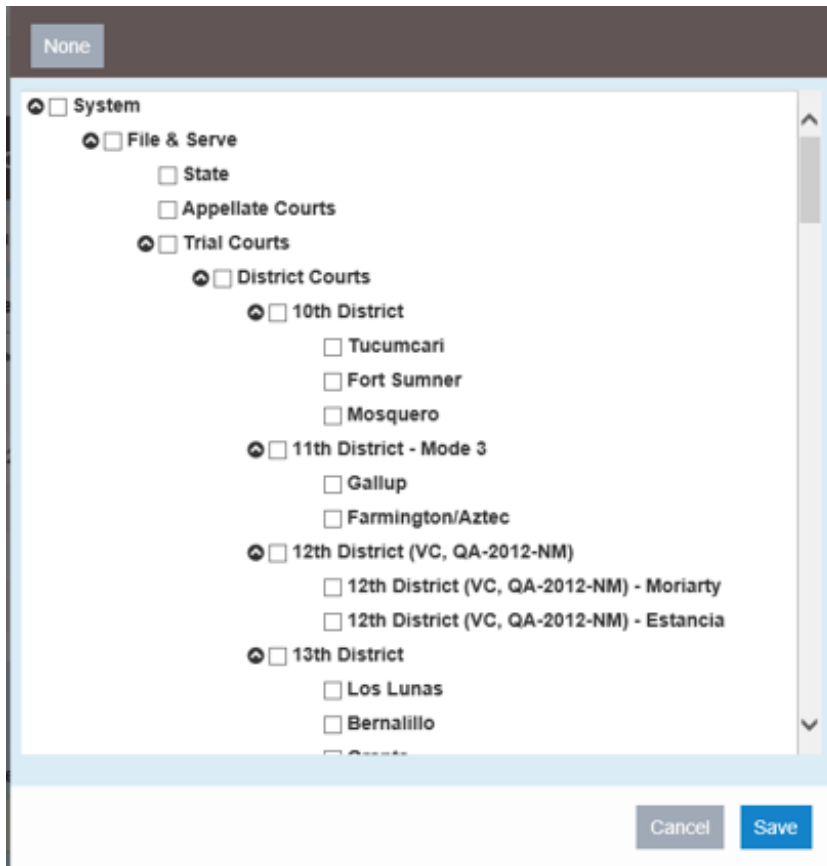 None
System
File & Serve
State
Appellate Courts
Trial Courts
District Courts
10th District
Tucumcari
Fort Sumner
Mosquero
11th District - Mode 3
Gallup
Farmington/Aztec
12th District (VC, QA-2012-NM)
12th District (VC, QA-2012-NM) - Moriarty
12th District (VC, QA-2012-NM) - Estancia
13th District
Los Lunas
Bernalillo
Cancel Save